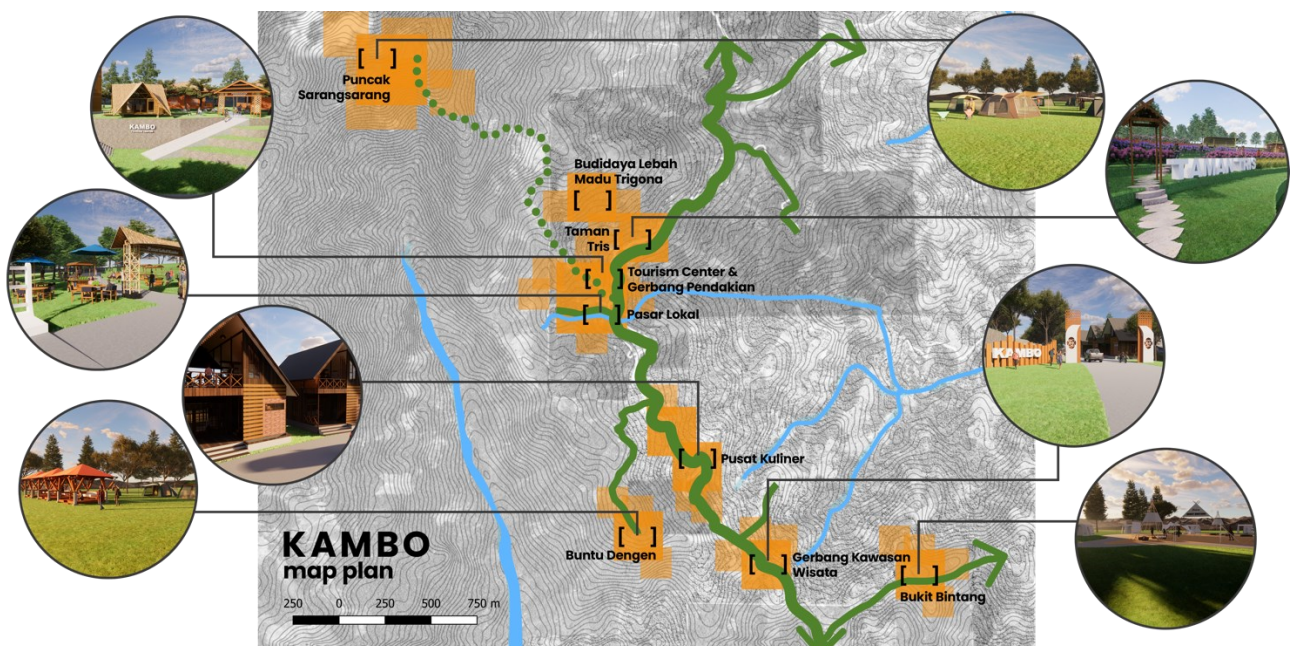 Puncak
Sarangsarang
Budidaya Lebah
Madu Trigona
Taman
Tris
Tourism Center &
Gerbang Pendakian
Pasar Lokal
Pusat Kuliner
Buntu Dengen
Gerbang Kawasan
Wisata
Bukit Bintang
KAMBO
map plan
250 0 250 500 750 m
KAMBO
KAMBO